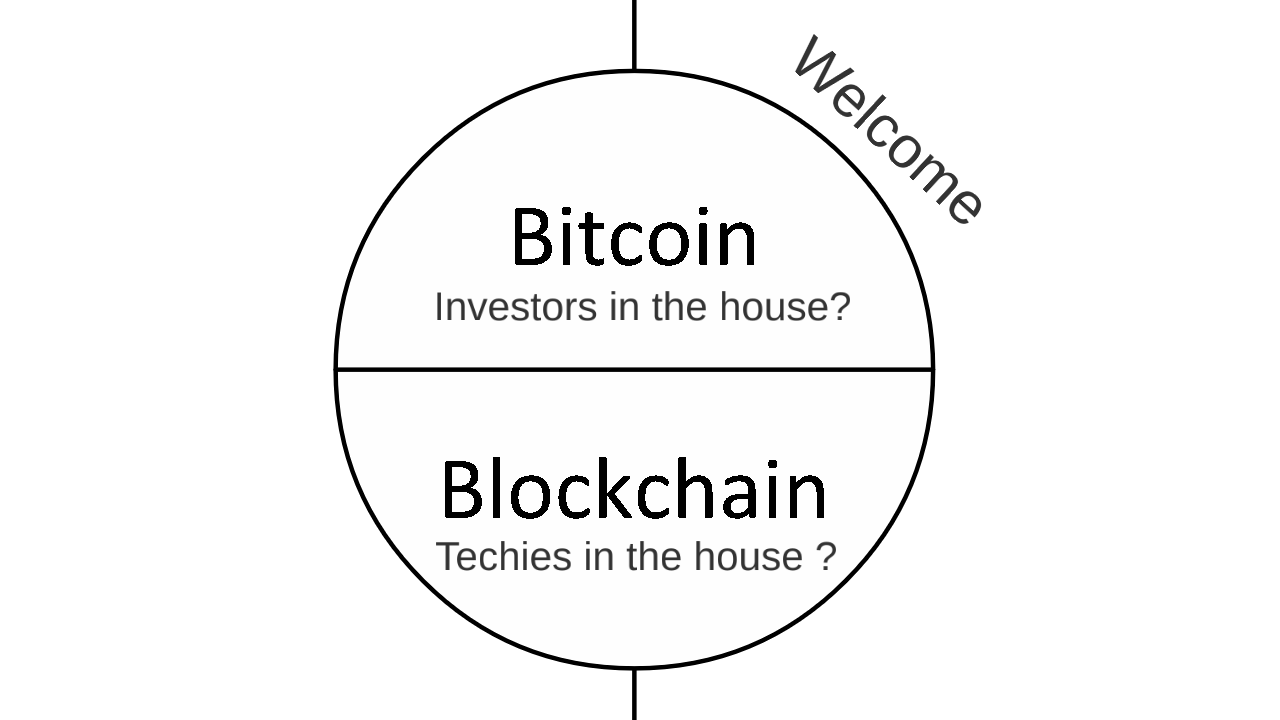 Welcome
Bitcoin
Investors in the house?
Blockchain
Techies in the house ?